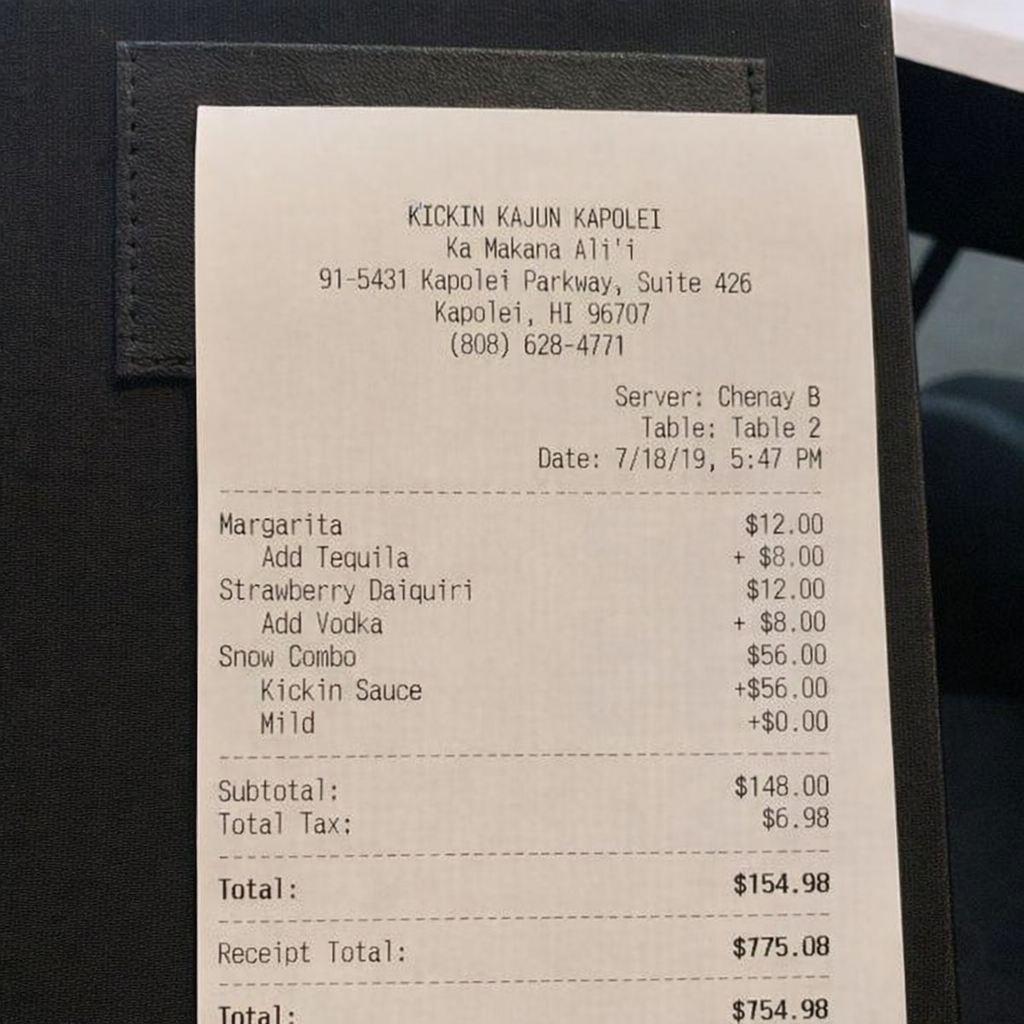 KICKIN KAJUN KAPOLEI
Ka Makana Ali'i
91-5431 Kapolei Parkway, Suite 426
Kapolei, HI 96707
(808) 628-4771
Server: Chenay B
Table: Table 2
Date: 7/18/19, 5:47 PM
Margarita $12.00
Add Tequila + $8.00
Strawberry Daiquiri $12.00
Add Vodka + $8.00
Snow Combo $56.00
Kickin Sauce +$56.00
Mild +$0.00
Subtotal: $148.00
Total Tax: $6.98
Total: $154.98
Receipt Total: $775.08
Total: $754.98